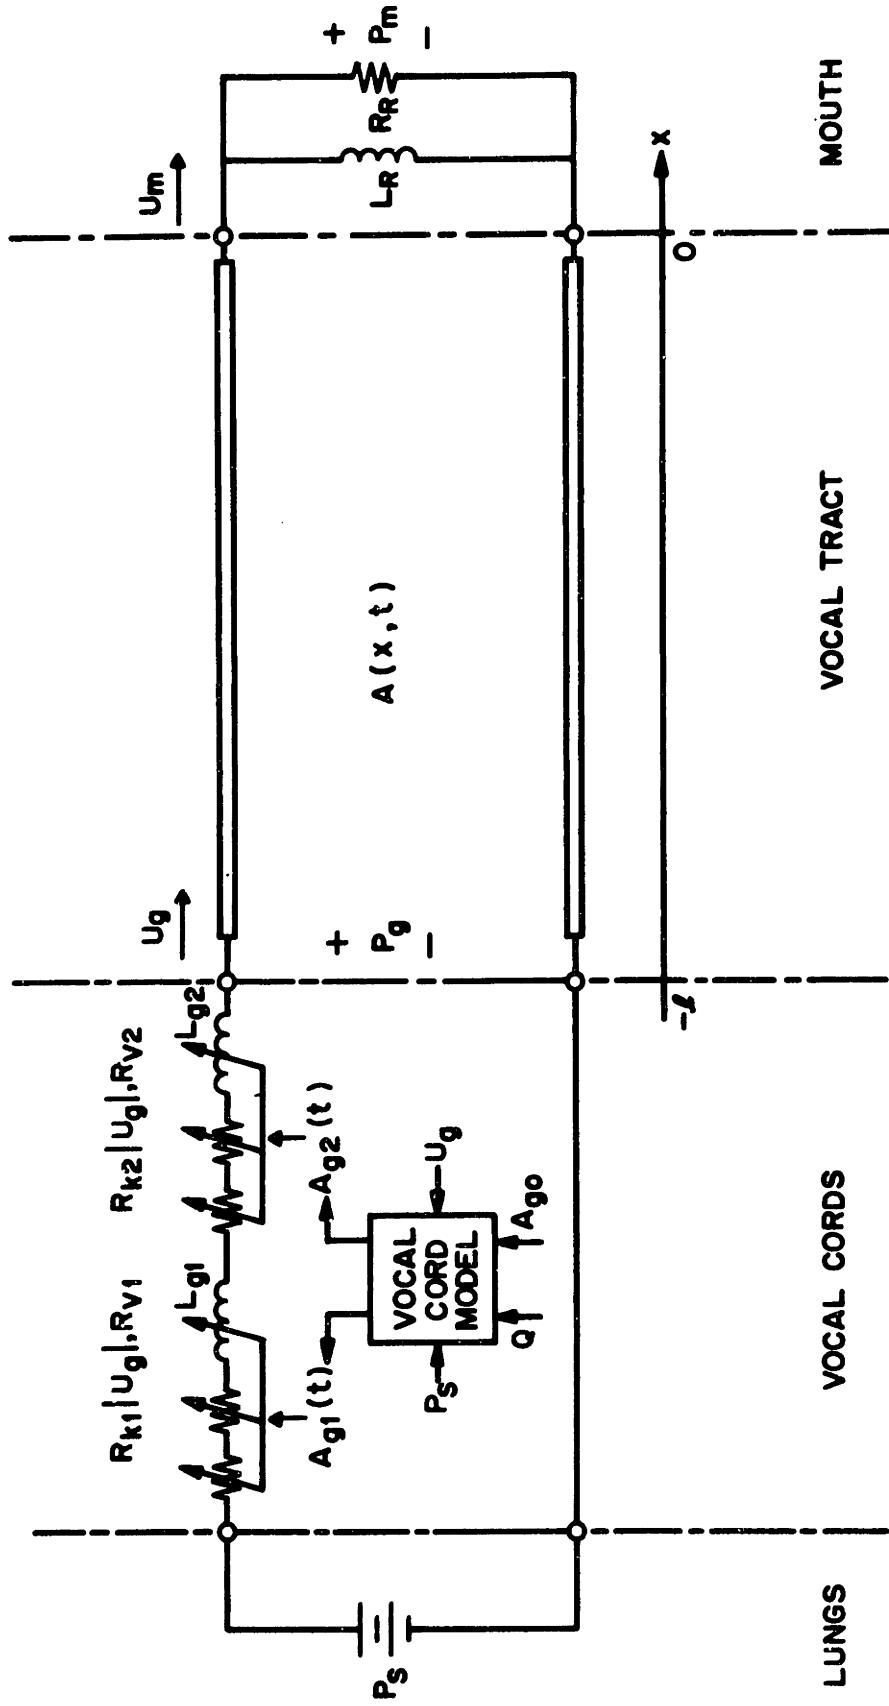 Rk1|Ug|,Rv1
Rk2|Ug|,Rv2
Lg1
Lg2
Ug
Um
Ag1(t)
Ag2(t)
VOCAL
CORD
MODEL
Ps
Ug
Q
Ago
Ps
+
Pg
-
A(x,t)
LR
RR
+
Pm
-
-ℓ
0
x
LUNGS
VOCAL CORDS
VOCAL TRACT
MOUTH